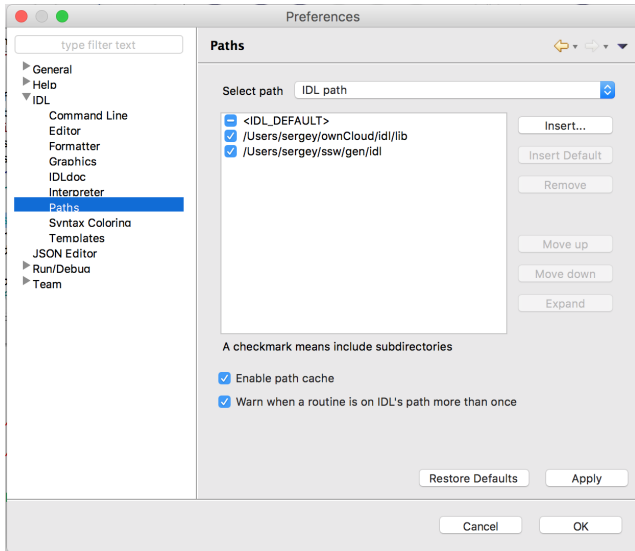 Preferences
type filter text
General
Help
IDL
Command Line
Editor
Formatter
Graphics
IDLdoc
Interpreter
Paths
Syntax Coloring
Templates
JSON Editor
Run/Debug
Team
Paths
Select path IDL path
<IDL_DEFAULT>
/Users/sergey/ownCloud/idl/lib
/Users/sergey/ssw/gen/idl
Insert...
Insert Default
Remove
Move up
Move down
Expand
A checkmark means include subdirectories
Enable path cache
Warn when a routine is on IDL's path more than once
Restore Defaults
Apply
Cancel
OK